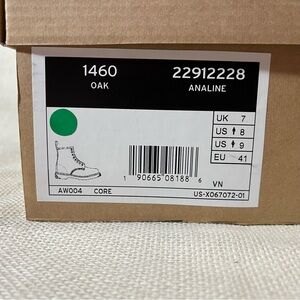 1460 22912228
OAK ANALINE
UK 7
US 8
US 9
EU 41
1 90665 08188 6
VN
AW004 CORE US-X067072-01